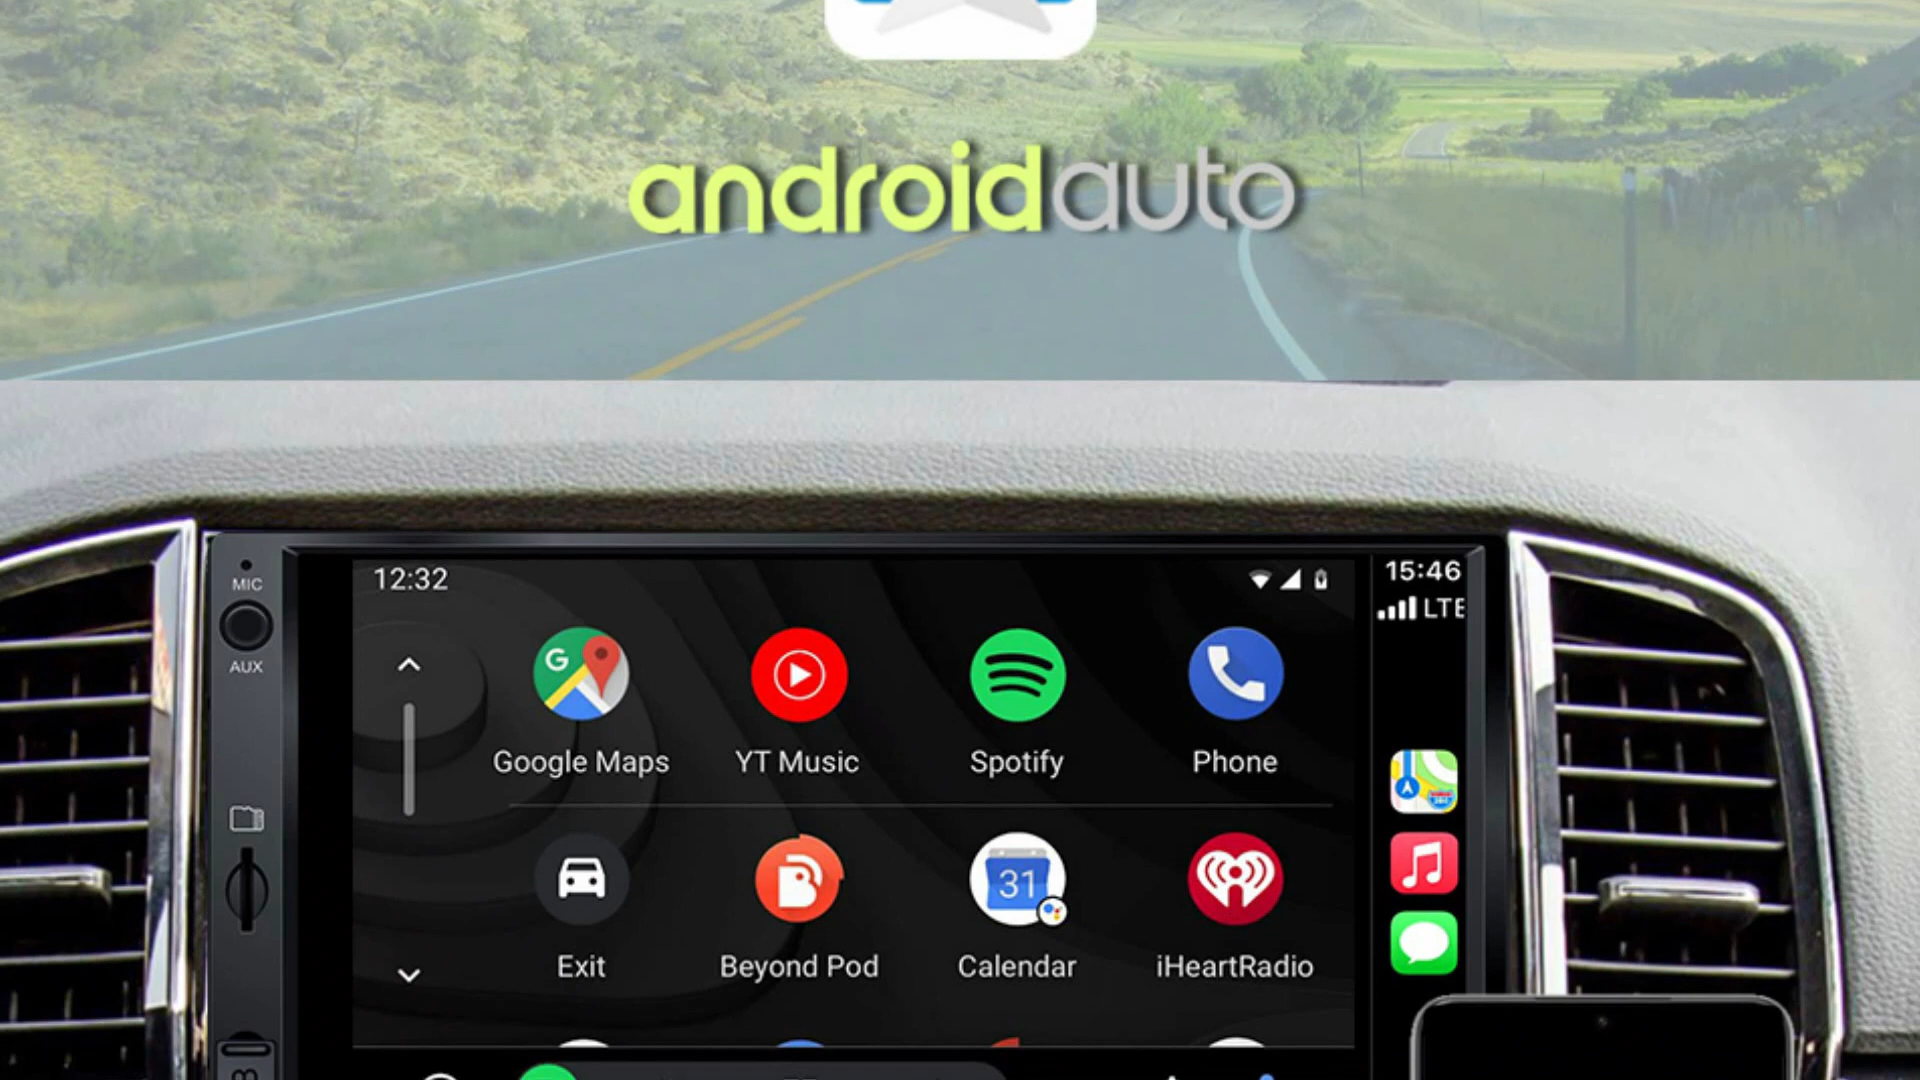 androidauto
MIC
AUX
12:32
15:46
LTE
Google Maps
YT Music
Spotify
Phone
31
Exit
Beyond Pod
Calendar
iHeartRadio